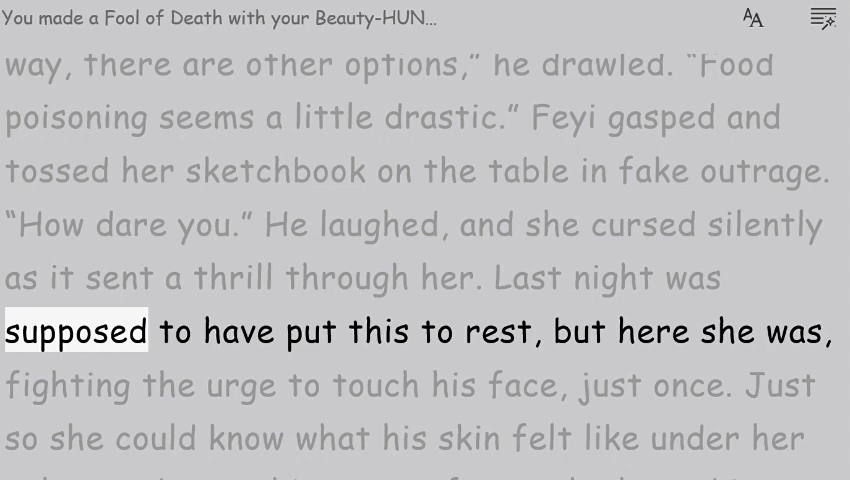 You made a Fool of Death with your Beauty-HUN...
AA
way, there are other options,” he drawled. “Food
poisoning seems a little drastic.” Feyi gasped and
tossed her sketchbook on the table in fake outrage.
“How dare you.” He laughed, and she cursed silently
as it sent a thrill through her. Last night was
supposed to have put this to rest, but here she was,
fighting the urge to touch his face, just once. Just
so she could know what his skin felt like under her